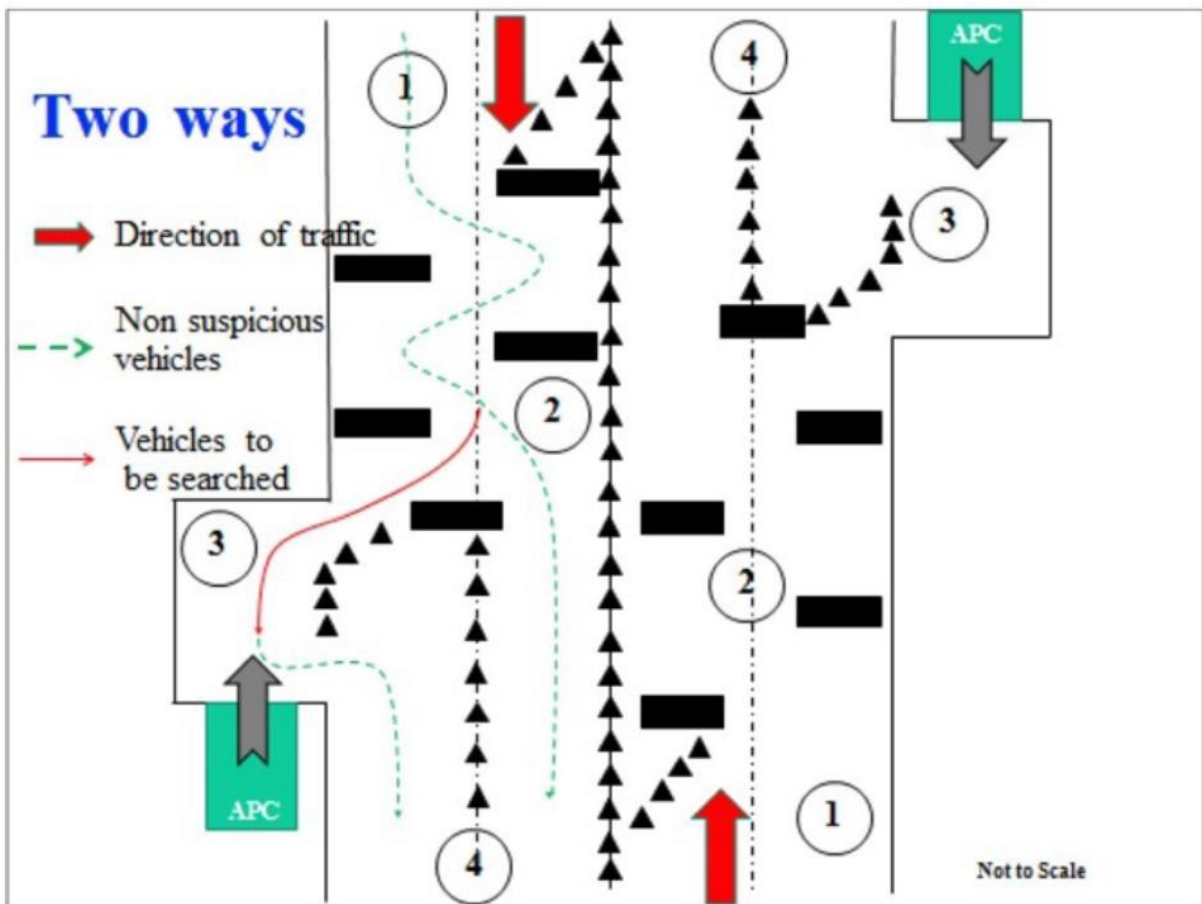 Two ways
Direction of traffic
Non suspicious
vehicles
Vehicles to
be searched
1
2
3
4
APC
4
APC
3
2
1
Not to Scale